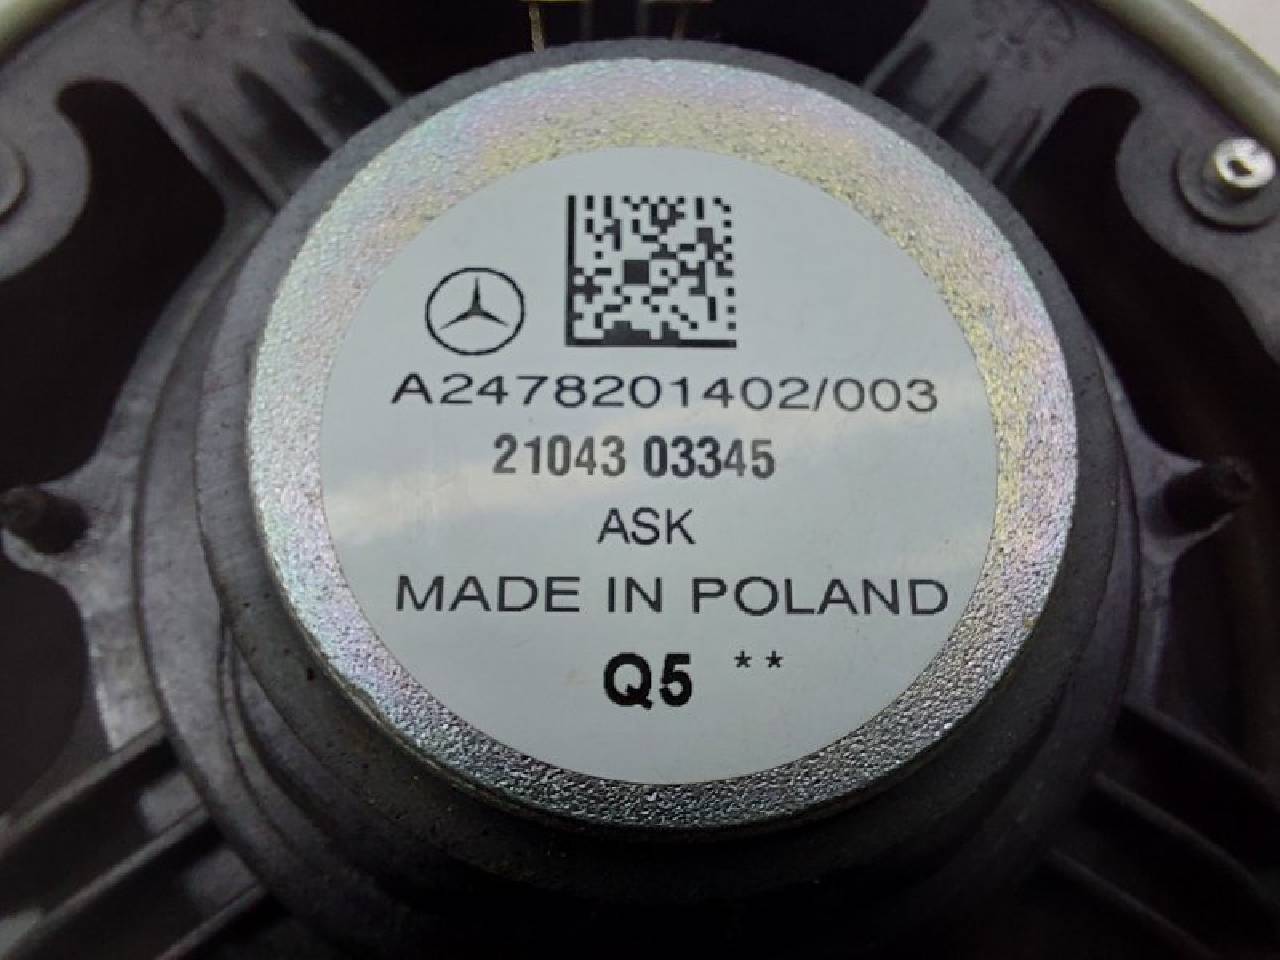 A2478201402/003
21043 03345
ASK
MADE IN POLAND
Q5 **